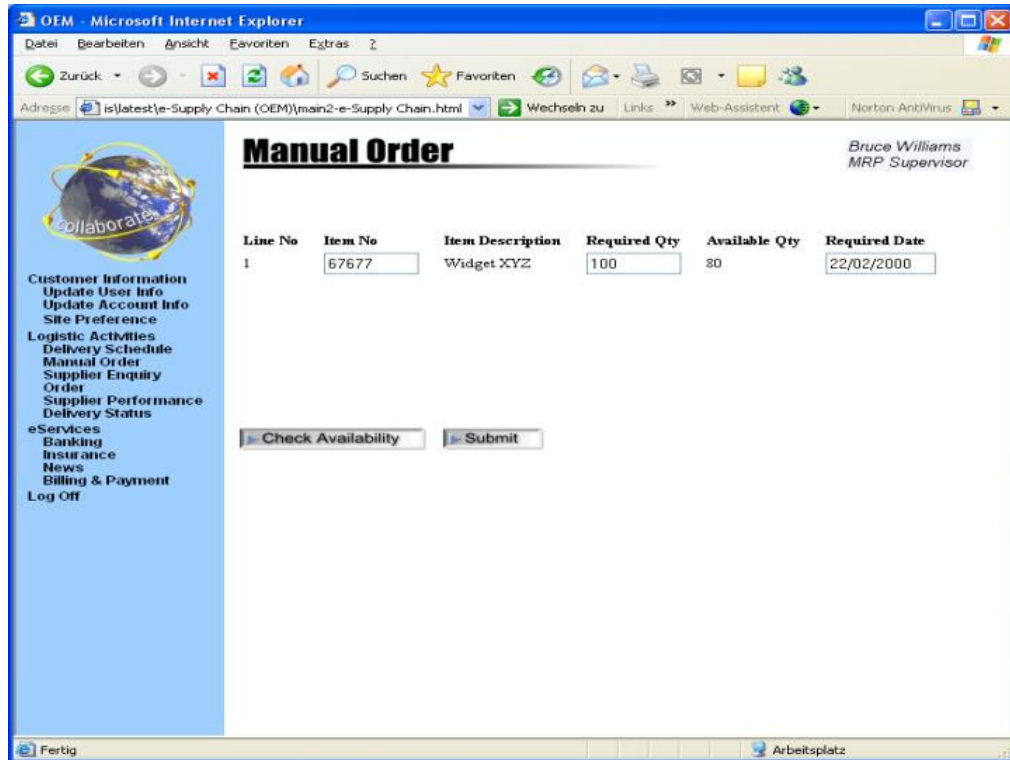 OEM - Microsoft Internet Explorer
Datei Bearbeiten Ansicht Favoriten Extras ?
Zurück Suchen Favoriten
Adresse is\latest\e-Supply Chain (OEM)\main2-e-Supply Chain.html Wechseln zu Links » Web-Assistent Norton AntiVirus
collaborate
Manual Order
Bruce Williams
MRP Supervisor
Line No Item No Item Description Required Qty Available Qty Required Date
1 67677 Widget XYZ 100 80 22/02/2000
Customer Information
Update User Info
Update Account Info
Site Preference
Logistic Activities
Delivery Schedule
Manual Order
Supplier Enquiry
Order
Supplier Performance
Delivery Status
eServices
Banking
Insurance
News
Billing & Payment
Log Off
Check Availability Submit
Fertig Arbeitsplatz